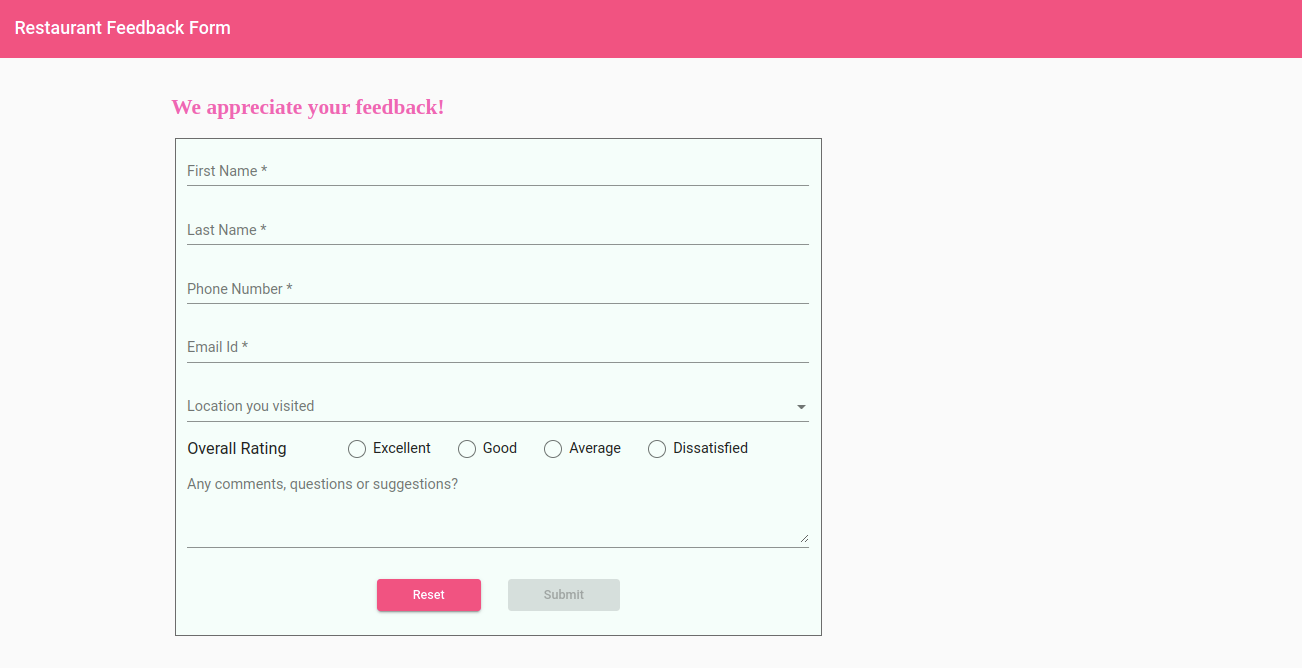 Restaurant Feedback Form
We appreciate your feedback!
First Name *
Last Name *
Phone Number *
Email Id *
Location you visited
Overall Rating Excellent Good Average Dissatisfied
Any comments, questions or suggestions?
Reset Submit